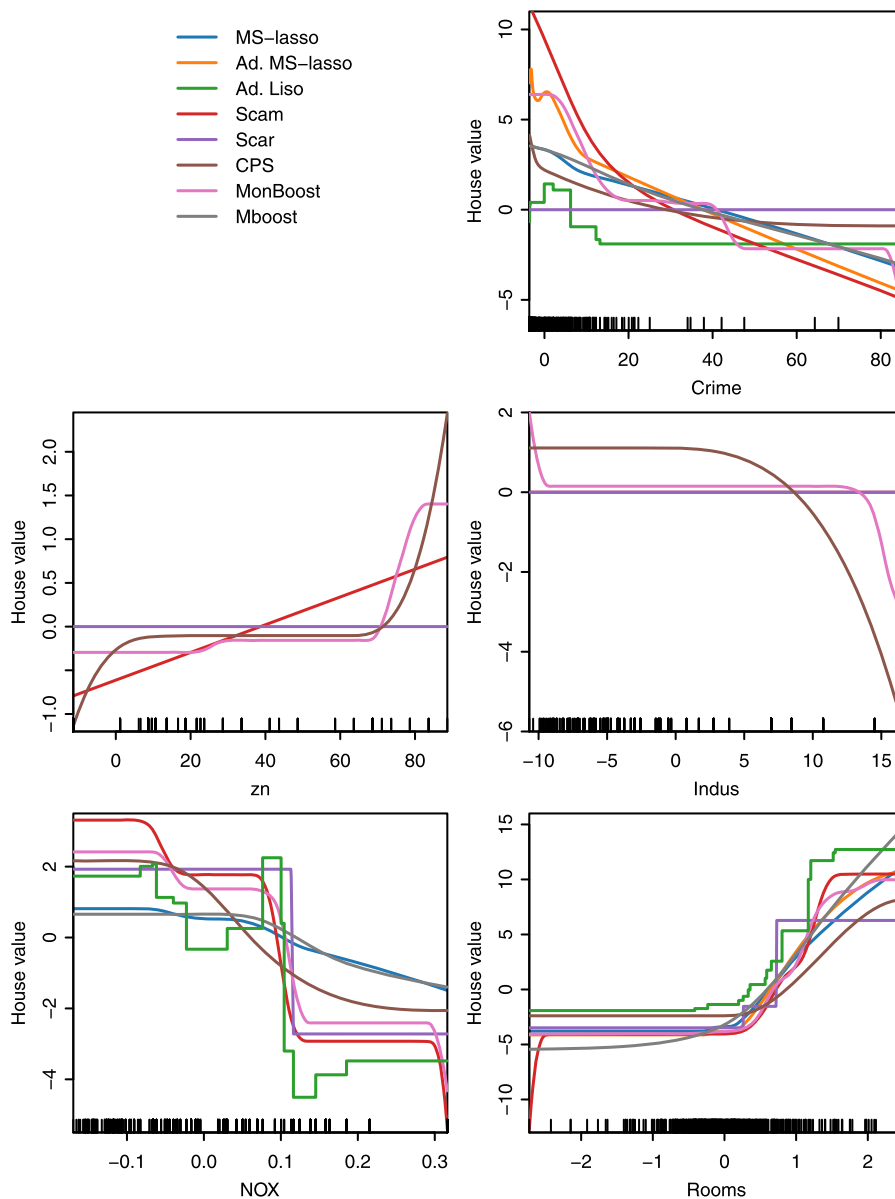 MS−lasso
Ad. MS−lasso
Ad. Liso
Scam
Scar
CPS
MonBoost
Mboost
10
5
0
−5
House value
0 20 40 60 80
Crime
2.0
1.5
1.0
0.5
0.0
−1.0
House value
0 20 40 60 80
zn
2
0
−2
−4
−6
House value
−10 −5 0 5 10 15
Indus
2
0
−2
−4
House value
−0.1 0.0 0.1 0.2 0.3
NOX
15
10
5
0
−5
−10
House value
−2 −1 0 1 2
Rooms